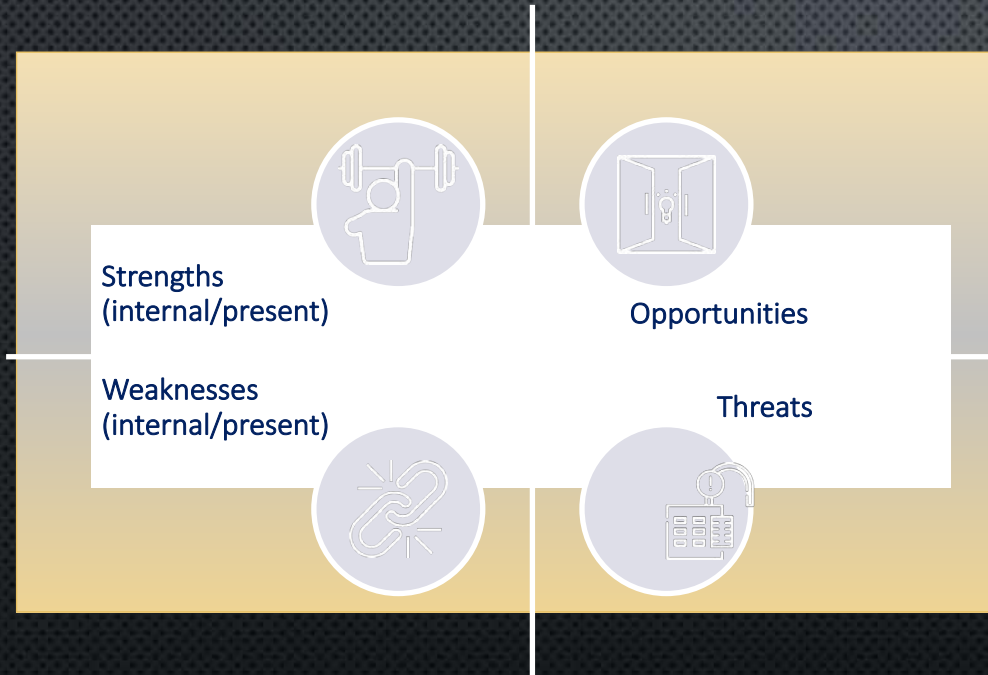 Strengths
(internal/present)
Opportunities
Weaknesses
(internal/present)
Threats